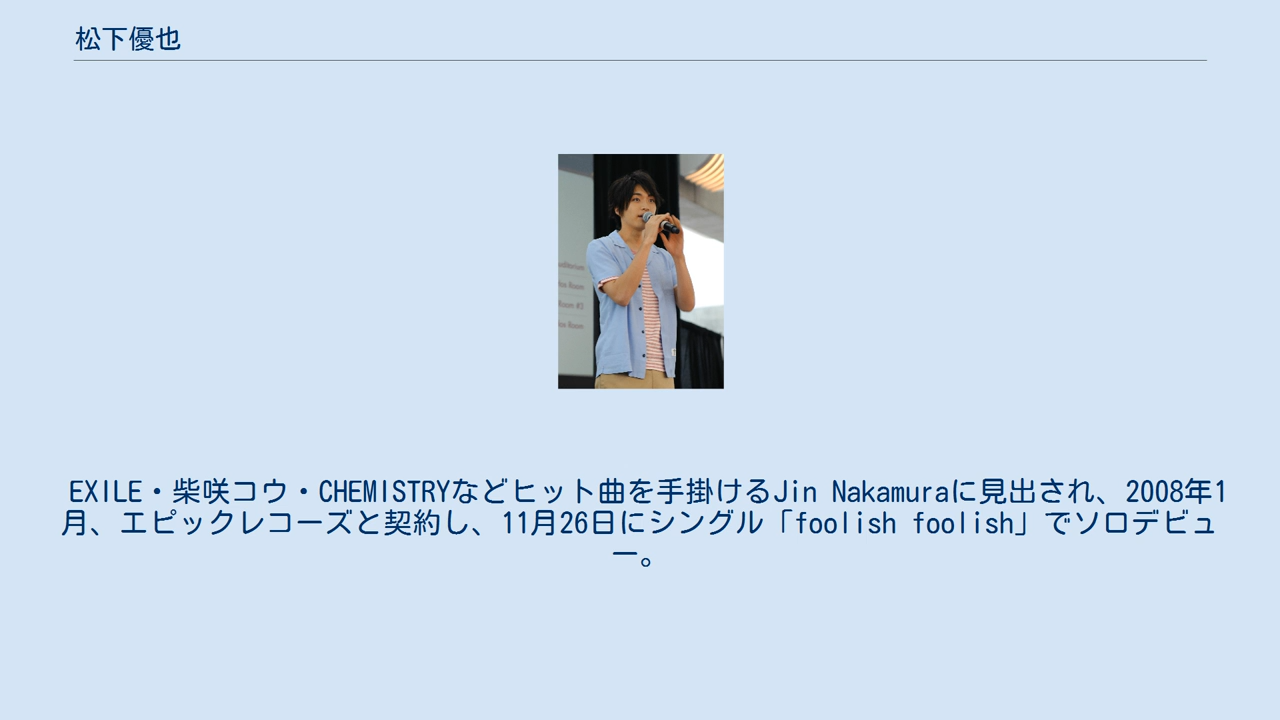 松下優也
Room #3
EXILE・柴咲コウ・CHEMISTRYなどヒット曲を手掛けるJin Nakamuraに見出され、2008年1
月、エピックレコーズと契約し、11月26日にシングル「foolish foolish」でソロデビュ
ー。